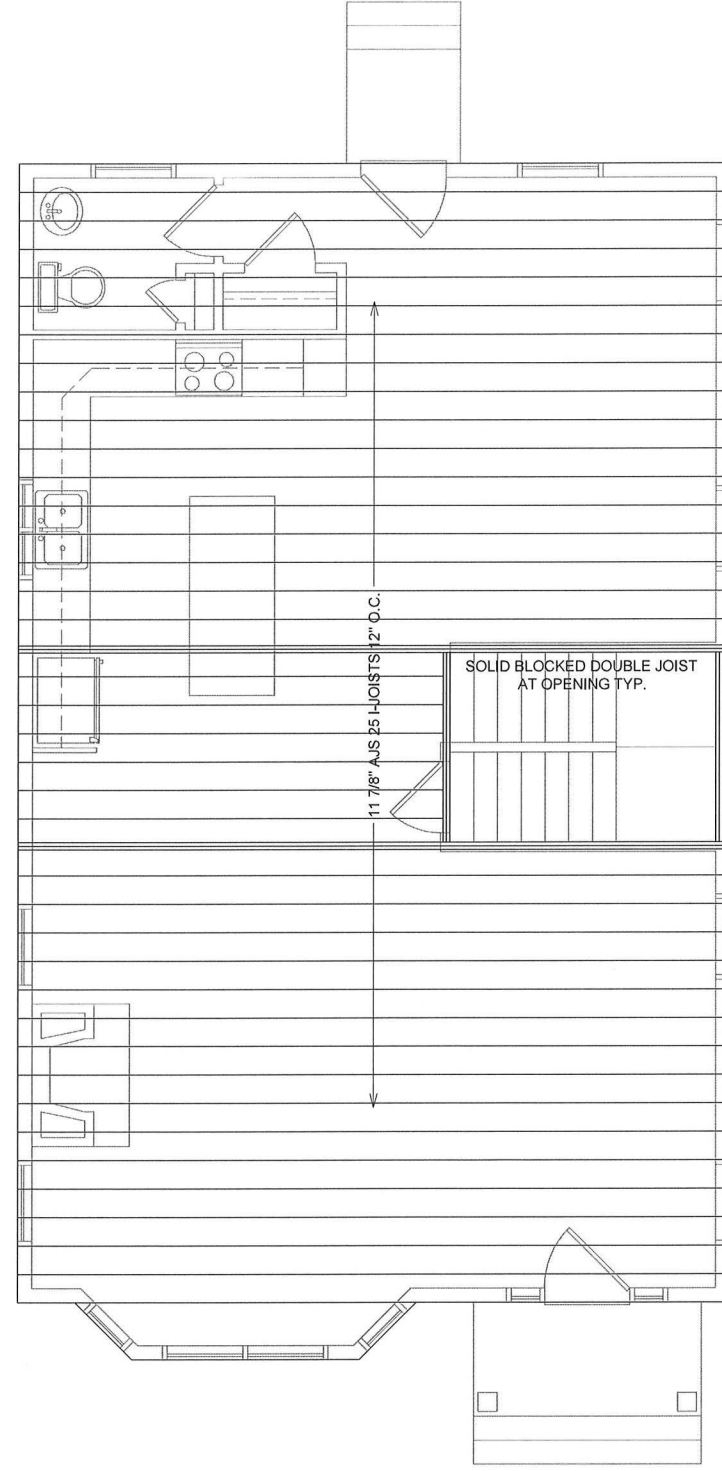 SOLID BLOCKED DOUBLE JOIST
AT OPENING TYP.
11 7/8" AJS 25 I-JOISTS 12" O.C.